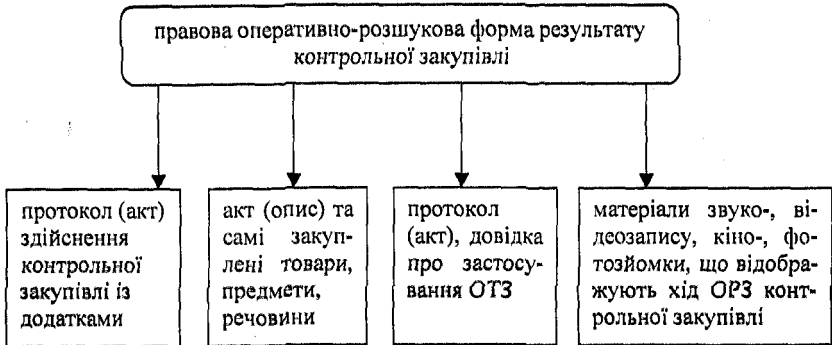 правова оперативно-розшукова форма результату
контрольної закупівлі
протокол (акт)
здійснення
контрольної
закупівлі із
додатками
акт (опис) та
самі закуп-
лені товари,
предмети,
речовини
протокол
(акт), довідка
про застосу-
вання ОТЗ
матеріали звуко-, ві-
деозапису, кіно-, фо-
тозйомки, що відобра-
жують хід ОРЗ конт-
рольної закупівлі